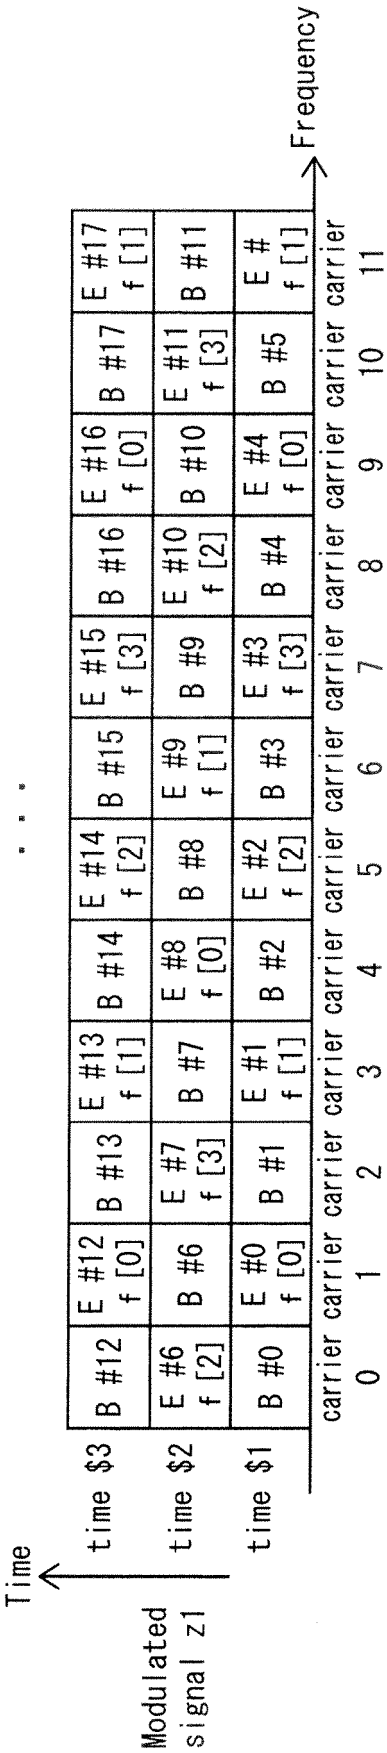 Time
Modulated
signal z1
. . .
time $3
B #12
E #12
f [0]
B #13
E #13
f [1]
B #14
E #14
f [2]
B #15
E #15
f [3]
B #16
E #16
f [0]
B #17
E #17
f [1]
time $2
E #6
f [2]
B #6
E #7
f [3]
B #7
E #8
f [0]
B #8
E #9
f [1]
B #9
E #10
f [2]
B #10
E #11
f [3]
B #11
time $1
B #0
E #0
f [0]
B #1
E #1
f [1]
B #2
E #2
f [2]
B #3
E #3
f [3]
B #4
E #4
f [0]
B #5
E #
f [1]
Frequency
carrier
0
carrier
1
carrier
2
carrier
3
carrier
4
carrier
5
carrier
6
carrier
7
carrier
8
carrier
9
carrier
10
carrier
11